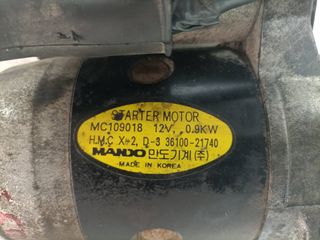 STARTER MOTOR
MC109018 12V, 0.9KW
H.M.C X-2, D-3 36100-21740
MANDO 만도기계(주)
MADE IN KOREA